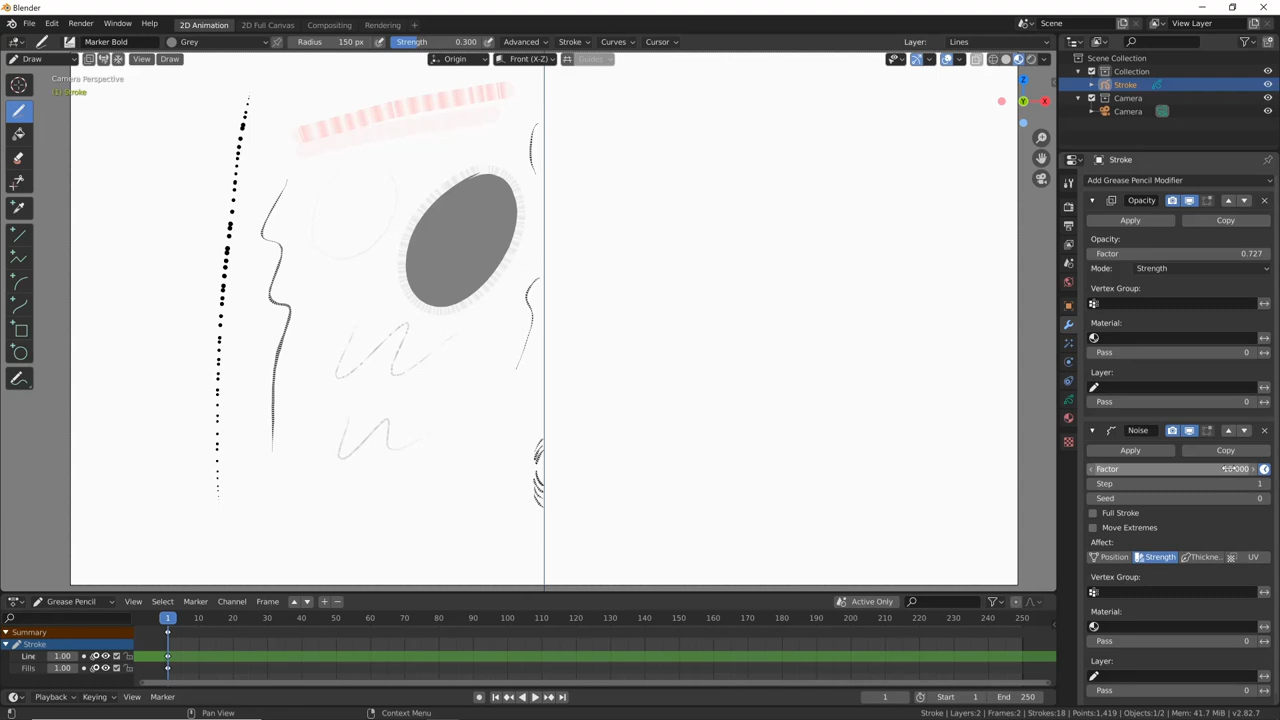 Blender
File Edit Render Window Help 2D Animation 2D Full Canvas Compositing Rendering + Scene View Layer
Marker Bold Grey Radius 150 px Strength 0.300 Advanced Stroke Curves Cursor Layer: Lines
Draw View Draw Origin Front (X-Z) Guides
Camera Perspective
(1) Stroke
Scene Collection
Collection
Stroke
Camera
Camera
Z
Y
X
Stroke
Add Grease Pencil Modifier
Opacity
Apply Copy
Opacity:
Factor 0.727
Mode: Strength
Vertex Group:
Material:
Pass 0
Layer:
Pass 0
Noise
Apply Copy
Factor
Step 1
Seed 0
Full Stroke
Move Extremes
Affect:
Position Strength Thickne.. UV
Vertex Group:
Material:
Pass 0
Layer:
Pass 0
Grease Pencil View Select Marker Channel Frame Active Only
1 10 20 30 40 50 60 70 80 90 100 110 120 130 140 150 160 170 180 190 200 210 220 230 240 250
Summary
Stroke
Line 1.00
Fills 1.00
Playback Keying View Marker 1 Start 1 End 250
Select Pan View Context Menu Stroke | Layers:2 | Frames:2 | Strokes:18 | Points:1,419 | Objects:1/2 | Mem: 41.7 MiB | v2.82.7